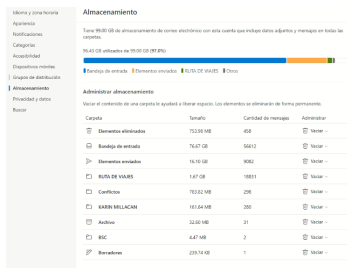 Idioma y zona horaria
Apariencia
Notificaciones
Categorías
Accesibilidad
Dispositivos móviles
Grupos de distribución
Almacenamiento
Privacidad y datos
Buscar
Almacenamiento
Tiene 99.00 GB de almacenamiento de correo electrónico con esta cuenta que incluye datos adjuntos y mensajes en todas las
carpetas.
96.43 GB utilizados de 99.00 GB (97.0%)
Bandeja de entrada Elementos enviados RUTA DE VIAJES Otros
Administrar almacenamiento
Vaciar el contenido de una carpeta le ayudará a liberar espacio. Los elementos se eliminarán de forma permanente.
Carpeta Tamaño Cantidad de mensajes Administrar
Elementos eliminados 753.98 MB 458 Vaciar
Bandeja de entrada 76.67 GB 56612 Vaciar
Elementos enviados 16.10 GB 9082 Vaciar
RUTA DE VIAJES 1.67 GB 18831 Vaciar
Conflictos 783.82 MB 296 Vaciar
KARIN MILLACAN 161.64 MB 280 Vaciar
Archivo 32.60 MB 31 Vaciar
BSC 4.47 MB 2 Vaciar
Borradores 239.74 KB 1 Vaciar